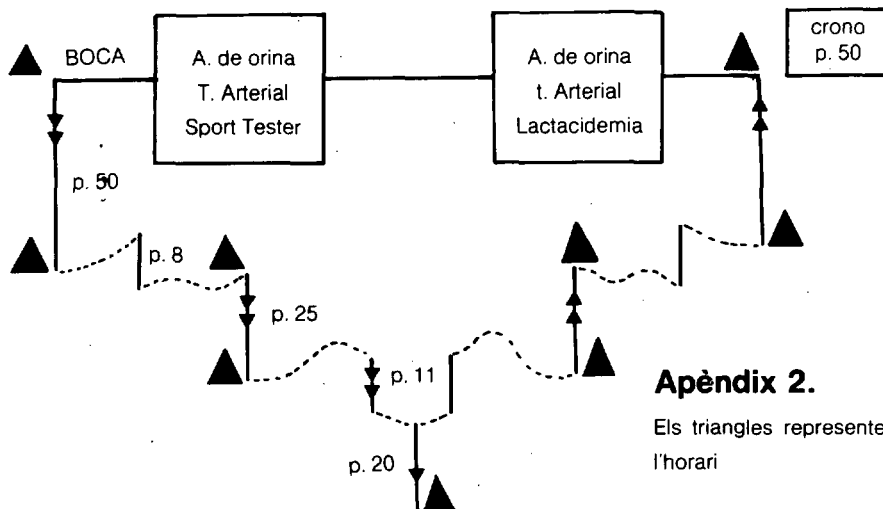 BOCA
A. de orina
T. Arterial
Sport Tester
A. de orina
t. Arterial
Lactacidemia
crono
p. 50
p. 50
p. 8
p. 25
p. 11
p. 20
Apèndix 2.
Els triangles represente
l'horari